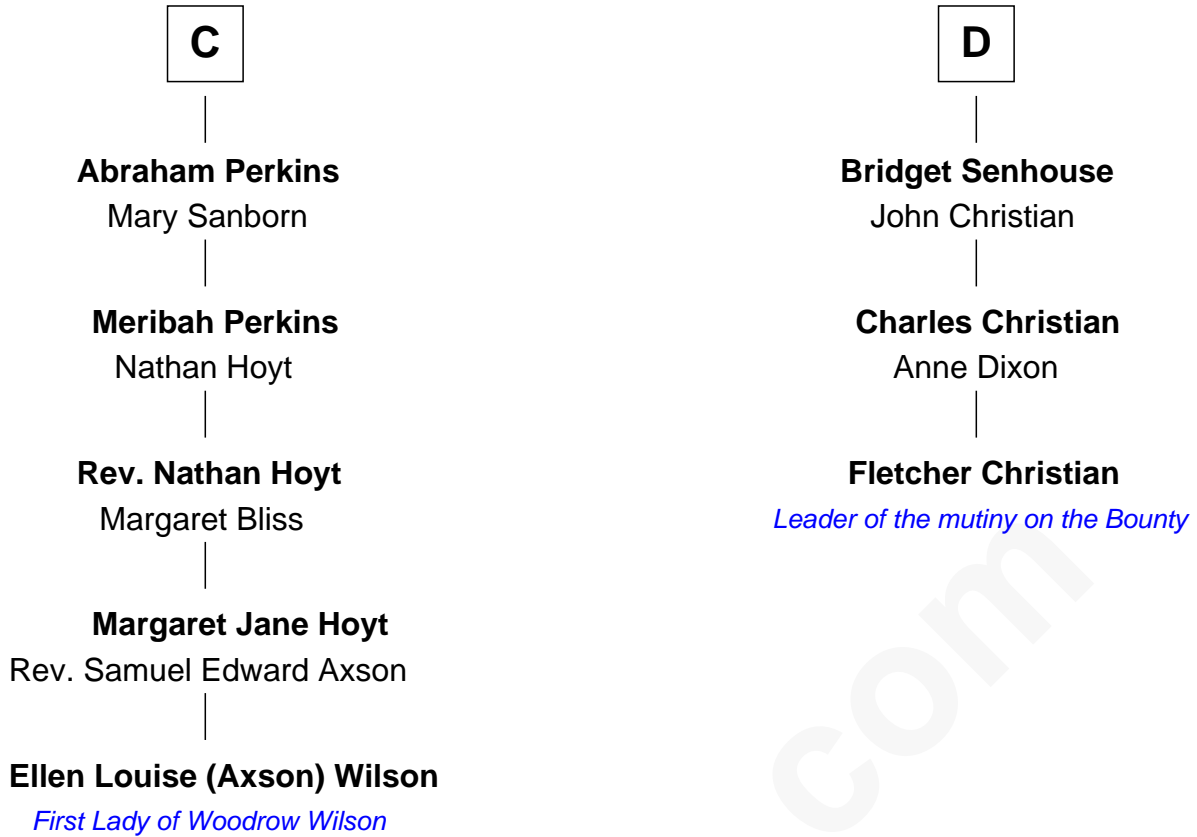 C
Abraham Perkins
Mary Sanborn
Meribah Perkins
Nathan Hoyt
Rev. Nathan Hoyt
Margaret Bliss
Margaret Jane Hoyt
Rev. Samuel Edward Axson
Ellen Louise (Axson) Wilson
First Lady of Woodrow Wilson
D
Bridget Senhouse
John Christian
Charles Christian
Anne Dixon
Fletcher Christian
Leader of the mutiny on the Bounty
com